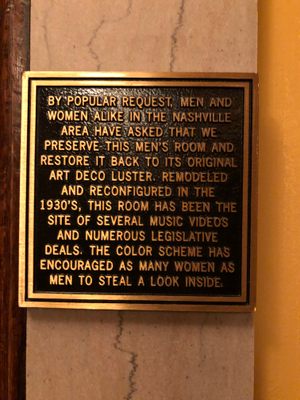 BY POPULAR REQUEST, MEN AND
WOMEN ALIKE IN THE NASHVILLE
AREA HAVE ASKED THAT WE
PRESERVE THIS MEN'S ROOM AND
RESTORE IT BACK TO ITS ORIGINAL
ART DECO LUSTER. REMODELED
AND RECONFIGURED IN THE
1930'S, THIS ROOM HAS BEEN THE
SITE OF SEVERAL MUSIC VIDEOS
AND NUMEROUS LEGISLATIVE
DEALS. THE COLOR SCHEME HAS
ENCOURAGED AS MANY WOMEN AS
MEN TO STEAL A LOOK INSIDE.